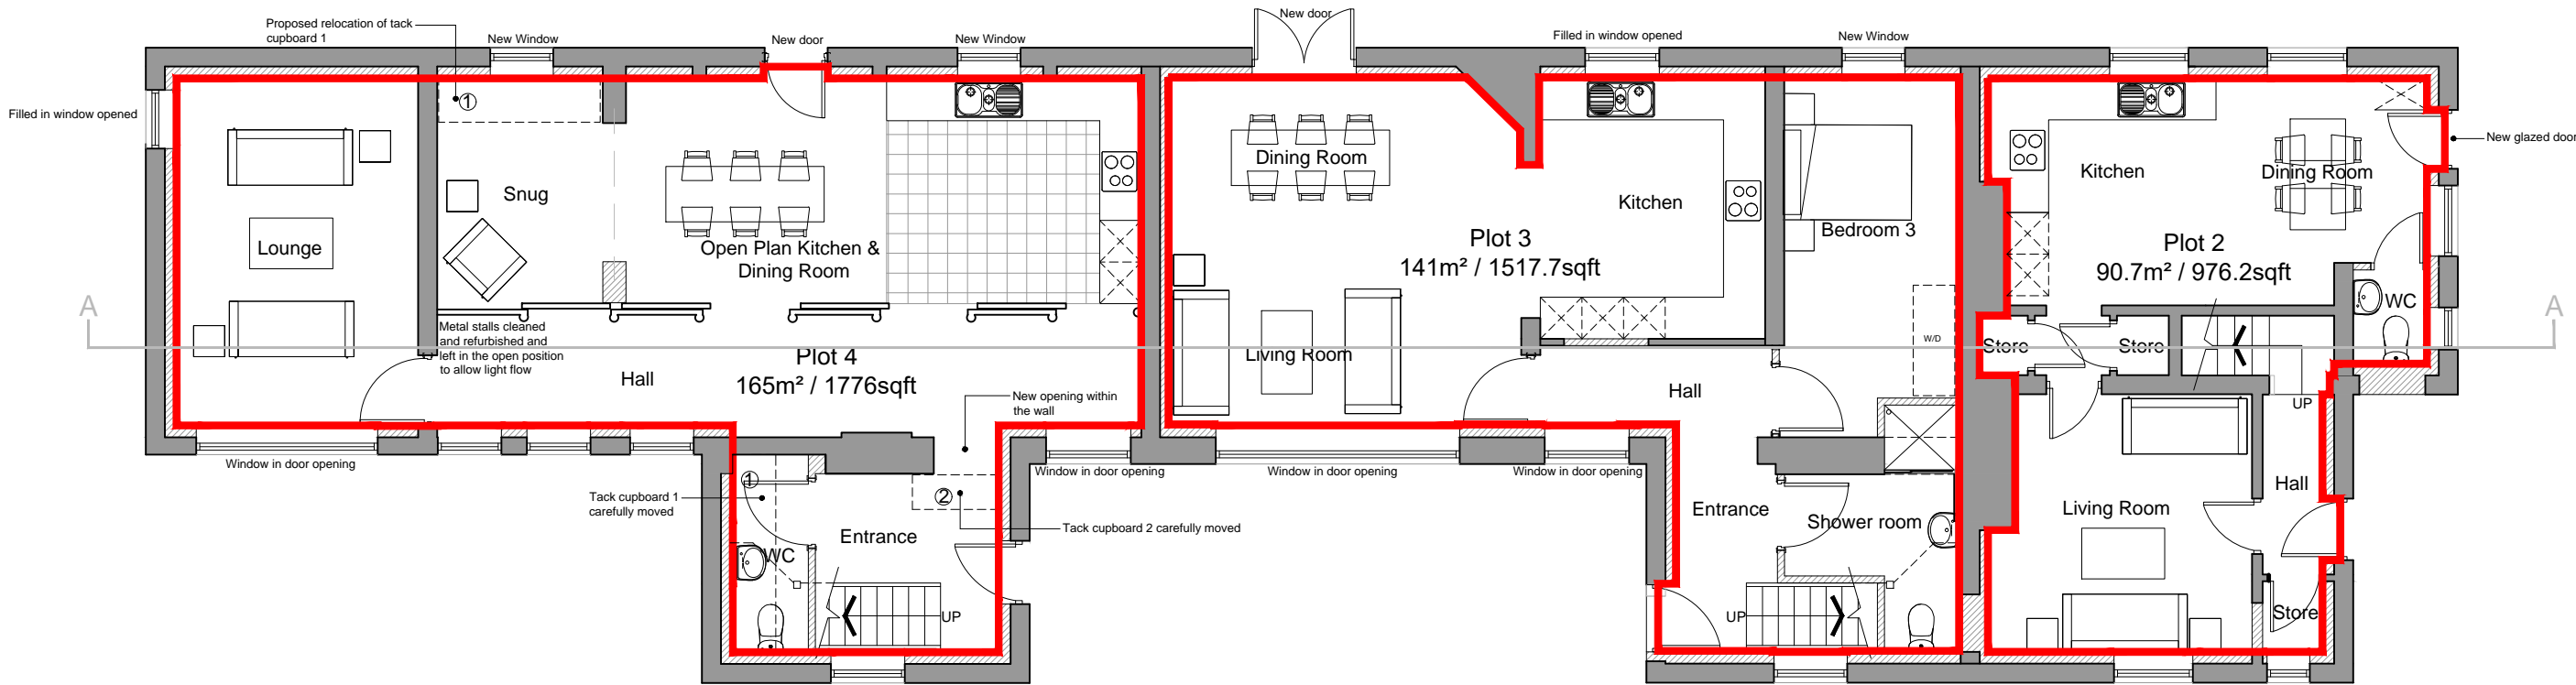 Proposed relocation of tack
cupboard 1
New Window
New door
New Window
New door
Filled in window opened
New Window
Filled in window opened
①
New glazed door
Dining Room
Kitchen
Dining Room
Snug
Kitchen
Lounge
Open Plan Kitchen &
Dining Room
Bedroom 3
Plot 3
141m² / 1517.7sqft
Plot 2
90.7m² / 976.2sqft
WC
A
A
Metal stalls cleaned
and refurbished and
left in the open position
to allow light flow
W/D
Living Room
Store
Store
Plot 4
165m² / 1776sqft
Hall
Hall
New opening within
the wall
UP
Window in door opening
Window in door opening
Window in door opening
Window in door opening
①
②
Tack cupboard 1
carefully moved
Tack cupboard 2 carefully moved
Hall
Entrance
Entrance
Shower room
Living Room
WC
UP
UP
Store